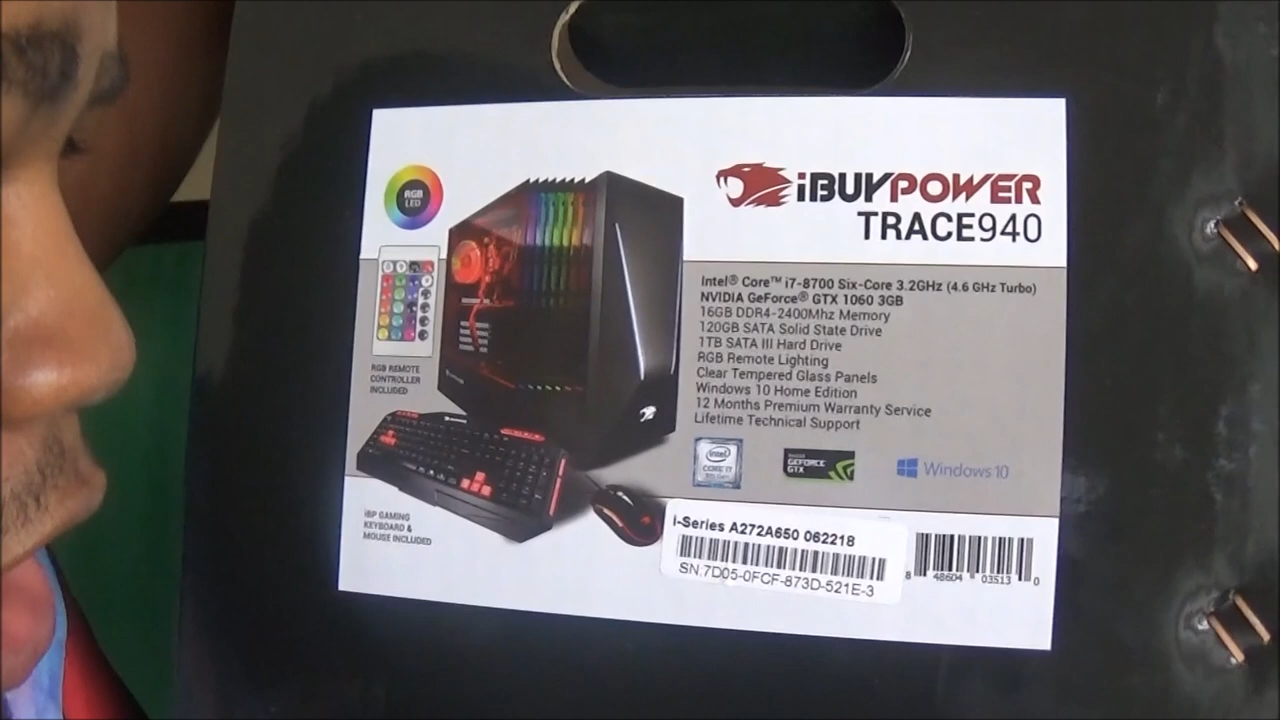 RGB
LED
iBUYPOWER
TRACE940
Intel® Core™ i7-8700 Six-Core 3.2GHz (4.6 GHz Turbo)
NVIDIA GeForce® GTX 1060 3GB
16GB DDR4-2400Mhz Memory
120GB SATA Solid State Drive
1TB SATA III Hard Drive
RGB Remote Lighting
Clear Tempered Glass Panels
Windows 10 Home Edition
12 Months Premium Warranty Service
Lifetime Technical Support
RGB REMOTE
CONTROLLER
INCLUDED
intel
CORE i7
GEFORCE
GTX
Windows 10
iBP GAMING
KEYBOARD &
MOUSE INCLUDED
i-Series A272A650 062218
SN:7D05-0FCF-873D-521E-3
8 48604 03513 0